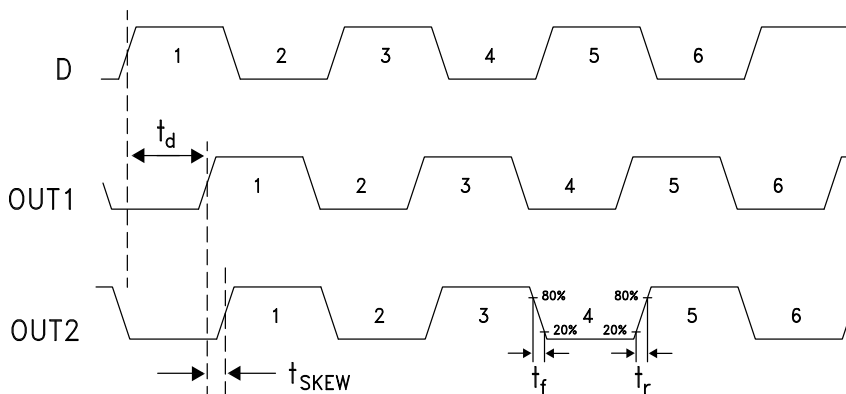 D 1 2 3 4 5 6
t_d
OUT1 1 2 3 4 5 6
OUT2 1 2 3 80% 20% 4 80% 20% 5 6
t_SKEW t_f t_r